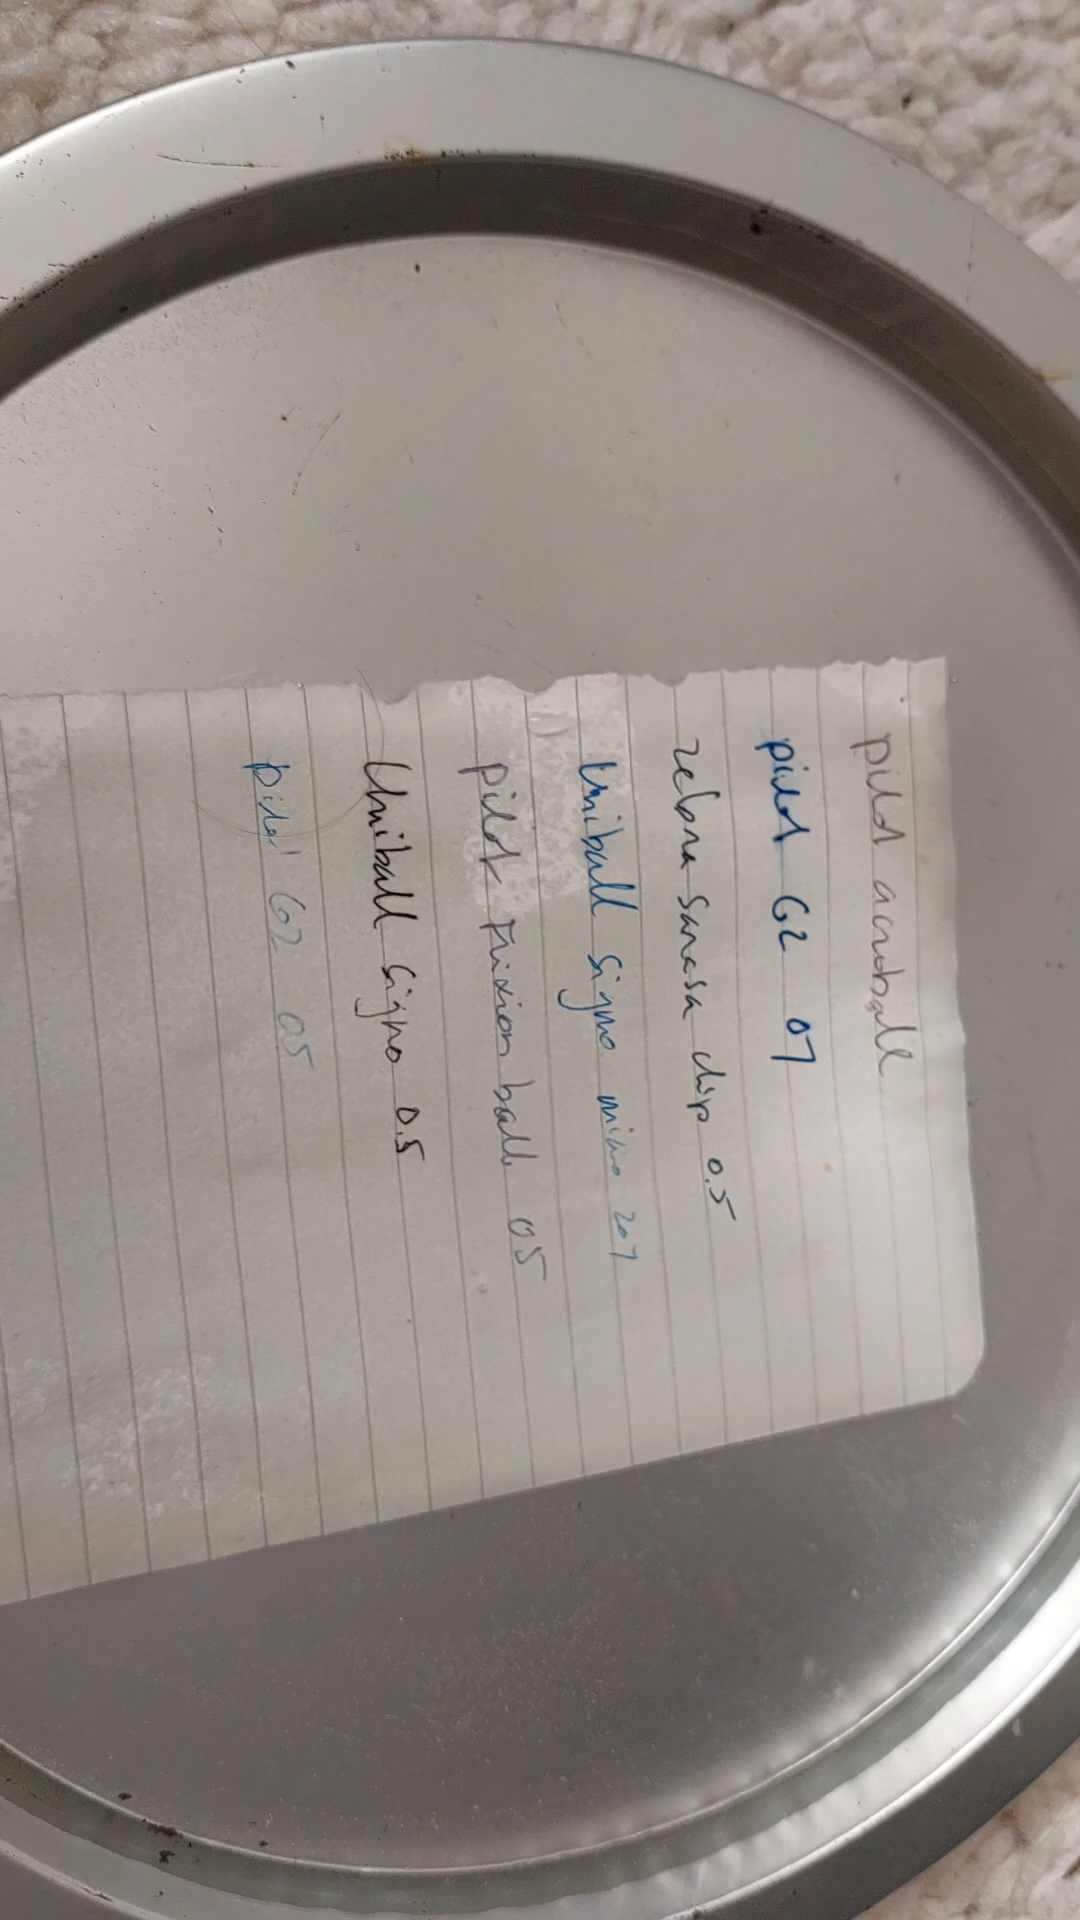 pilot acroball
pilot G2 07
zebra sarasa clip 0.5
Uniball signo micro 207
pilot Frixion ball 05
Uniball signo 0.5
pilot G2 05